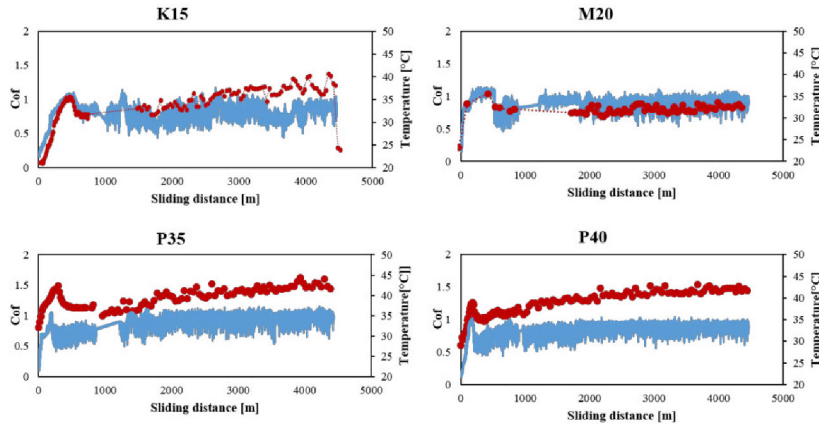 K15
2
1.5
1
0.5
0
Cof
50
45
40
35
30
25
20
Temperature [°C]
0 1000 2000 3000 4000 5000
Sliding distance [m]
M20
2
1.5
1
0.5
0
Cof
50
45
40
35
30
25
20
Temperature [°C]
0 1000 2000 3000 4000 5000
Sliding distance [m]
P35
2
1.5
1
0.5
0
Cof
50
45
40
35
30
25
20
Temperature[°C]]
0 1000 2000 3000 4000 5000
Sliding distance [m]
P40
2
1.5
1
0.5
0
Cof
50
45
40
35
30
25
20
Temperature [°C]
0 1000 2000 3000 4000 5000
Sliding distance [m]